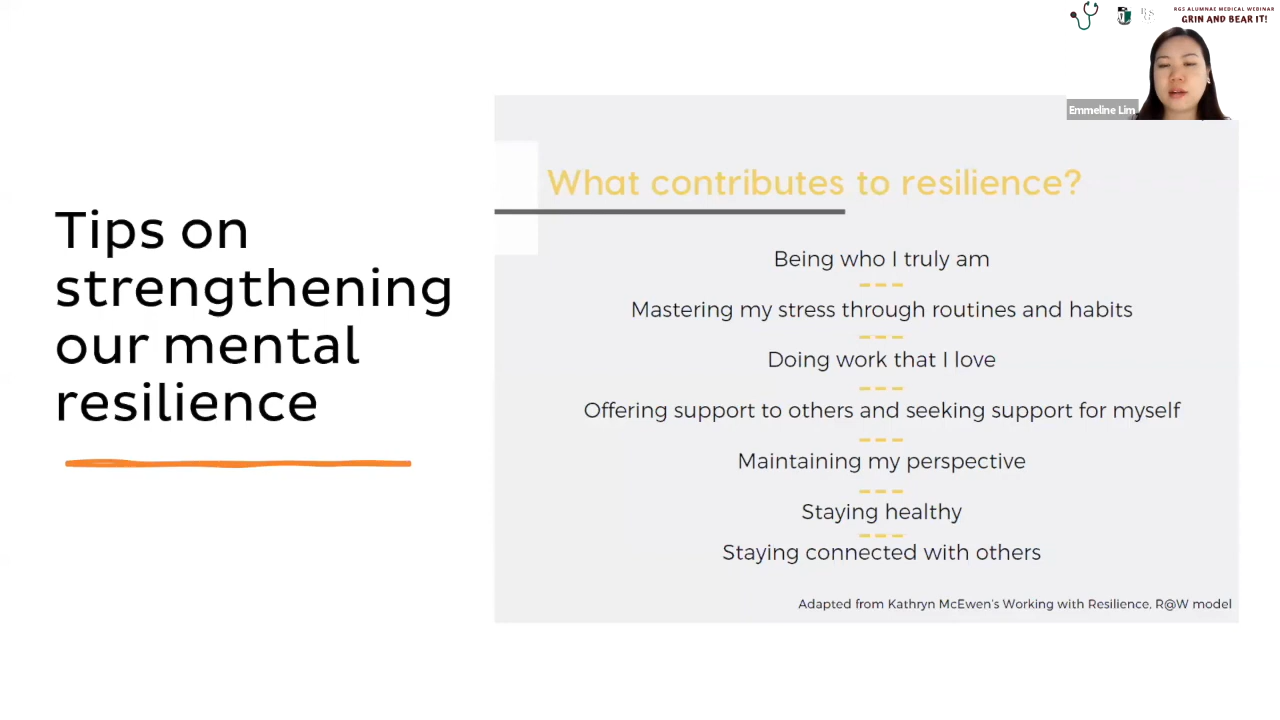 RGS ALUMNAE MEDICAL WEBINAR
GRIN AND BEAR IT!
Emmeline Lim
Tips on
strengthening
our mental
resilience
What contributes to resilience?
Being who I truly am
Mastering my stress through routines and habits
Doing work that I love
Offering support to others and seeking support for myself
Maintaining my perspective
Staying healthy
Staying connected with others
Adapted from Kathryn McEwen's Working with Resilience, R@W model